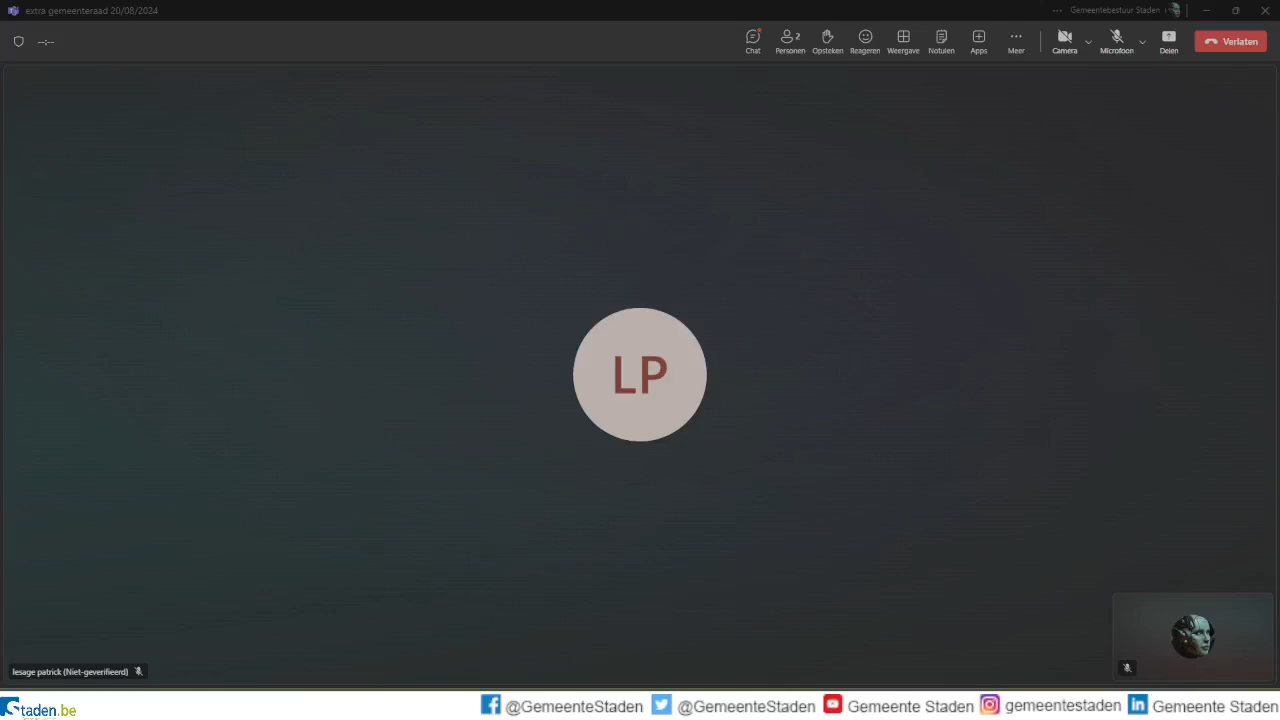 extra gemeenteraad 20/08/2024
Gemeentebestuur Staden
--:--
Chat
Personen 2
Opsteken
Reageren
Weergave
Notulen
Apps
Meer
Camera
Microfoon
Delen
Verlaten
LP
lesage patrick (Niet-geverifieerd)
Staden.be
@GemeenteStaden
@GemeenteStaden
Gemeente Staden
gemeentestaden
Gemeente Staden